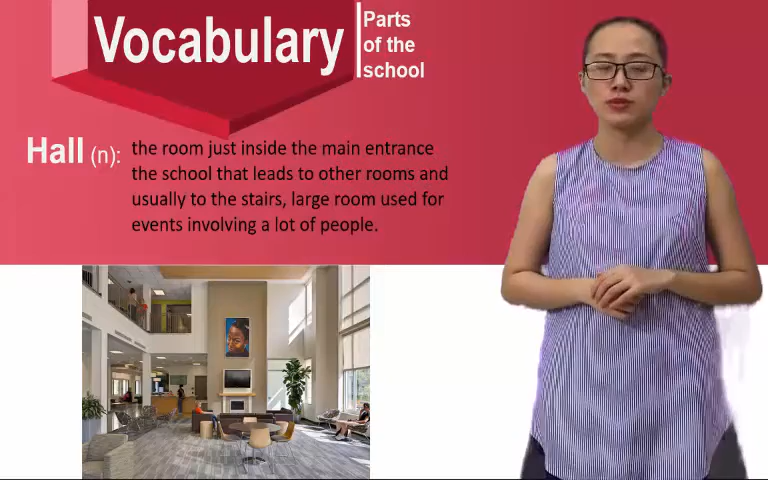 Vocabulary
Parts
of the
school
Hall (n):
the room just inside the main entrance
the school that leads to other rooms and
usually to the stairs, large room used for
events involving a lot of people.